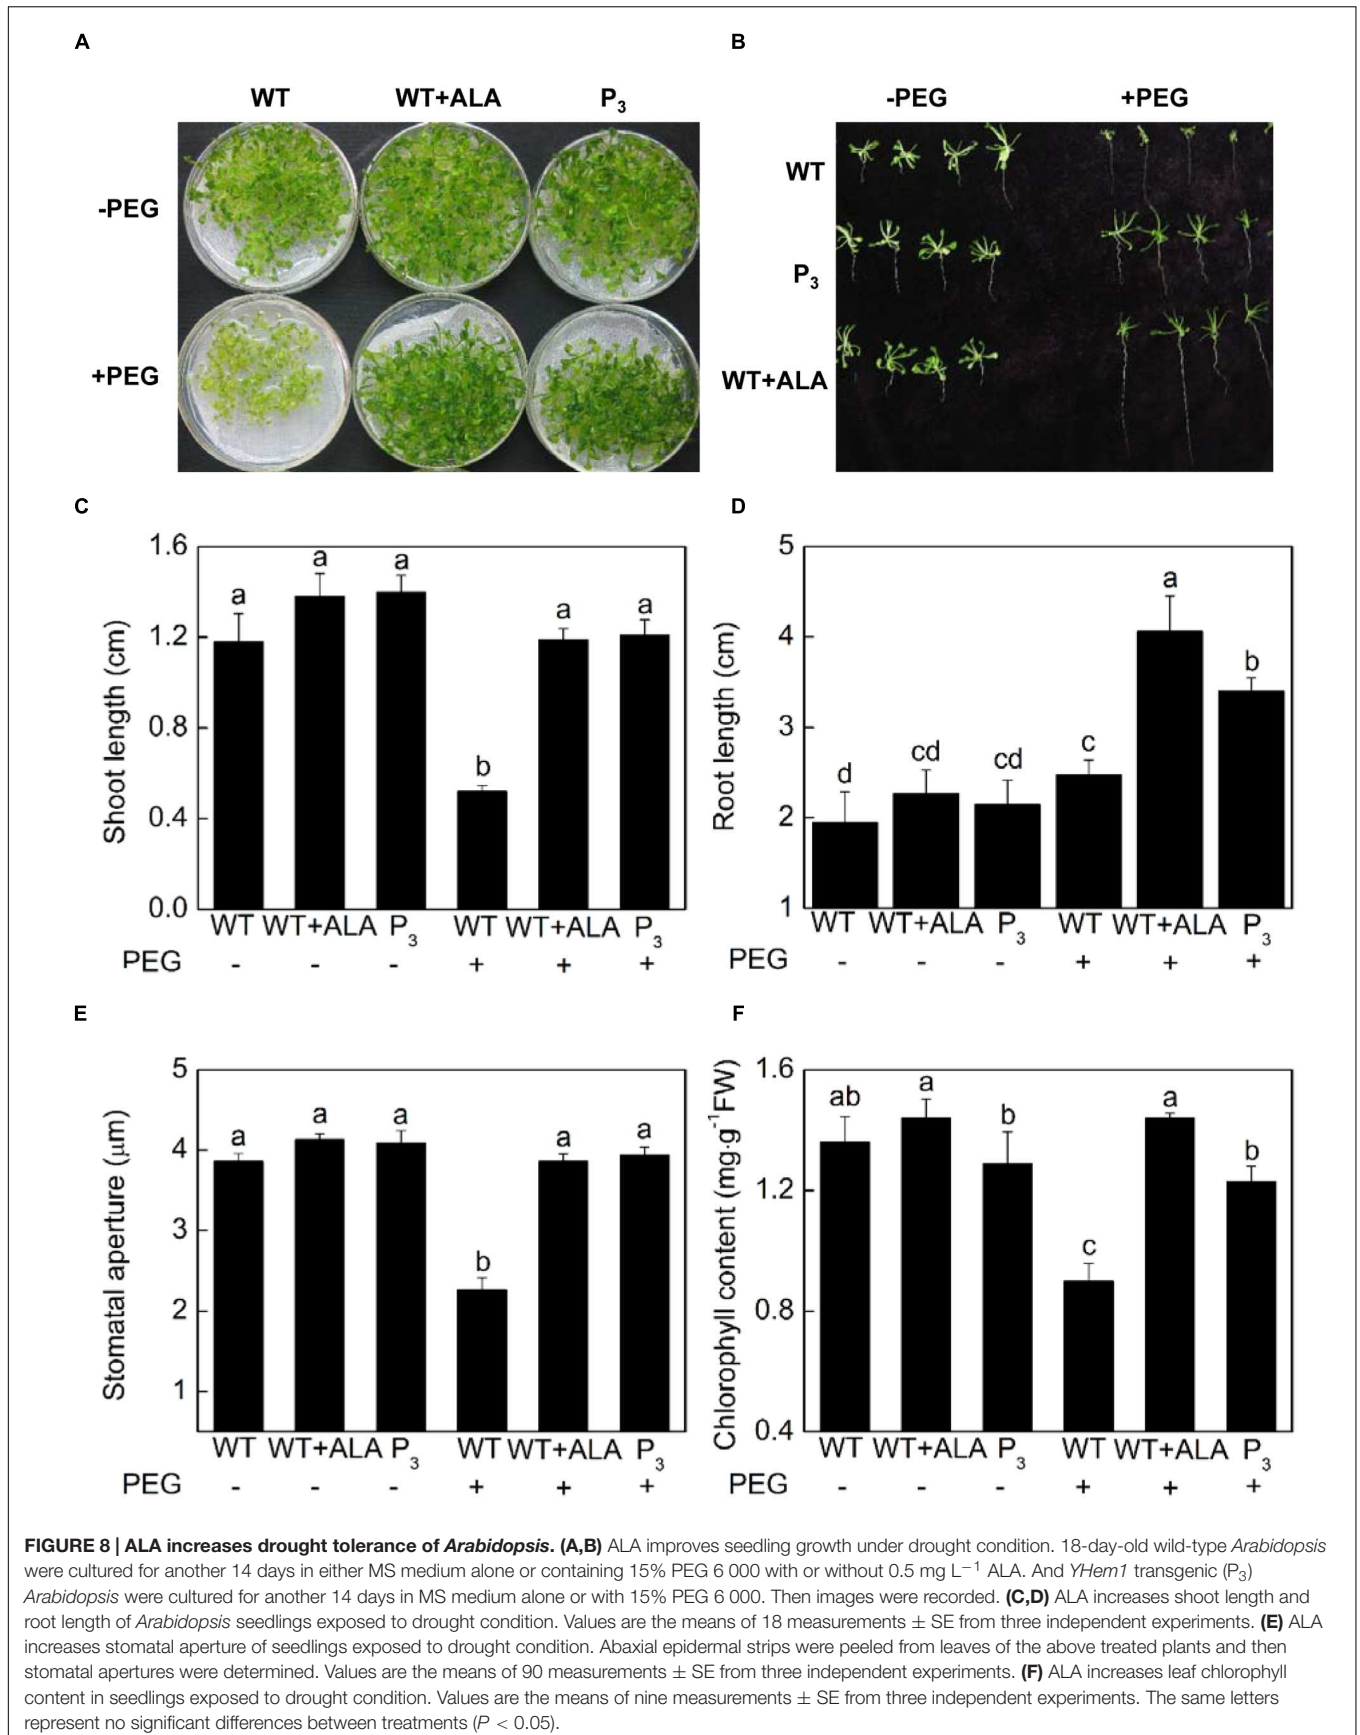 A
B
WT WT+ALA P3
-PEG +PEG
-PEG
+PEG
WT
P3
WT+ALA
C
D
1.6
1.2
0.8
0.4
0.0
Shoot length (cm)
a a a b a a
WT WT+ALA P3 WT WT+ALA P3
PEG - - - + + +
5
4
3
2
1
Root length (cm)
d cd cd c a b
WT WT+ALA P3 WT WT+ALA P3
PEG - - - + + +
E
F
5
4
3
2
1
Stomatal aperture (μm)
a a a b a a
WT WT+ALA P3 WT WT+ALA P3
PEG - - - + + +
1.6
1.2
0.8
0.4
Chlorophyll content (mg·g-1FW)
ab a b c a b
WT WT+ALA P3 WT WT+ALA P3
PEG - - - + + +
FIGURE 8 | ALA increases drought tolerance of Arabidopsis. (A,B) ALA improves seedling growth under drought condition. 18-day-old wild-type Arabidopsis
were cultured for another 14 days in either MS medium alone or containing 15% PEG 6 000 with or without 0.5 mg L−1 ALA. And YHem1 transgenic (P3)
Arabidopsis were cultured for another 14 days in MS medium alone or with 15% PEG 6 000. Then images were recorded. (C,D) ALA increases shoot length and
root length of Arabidopsis seedlings exposed to drought condition. Values are the means of 18 measurements ± SE from three independent experiments. (E) ALA
increases stomatal aperture of seedlings exposed to drought condition. Abaxial epidermal strips were peeled from leaves of the above treated plants and then
stomatal apertures were determined. Values are the means of 90 measurements ± SE from three independent experiments. (F) ALA increases leaf chlorophyll
content in seedlings exposed to drought condition. Values are the means of nine measurements ± SE from three independent experiments. The same letters
represent no significant differences between treatments (P < 0.05).